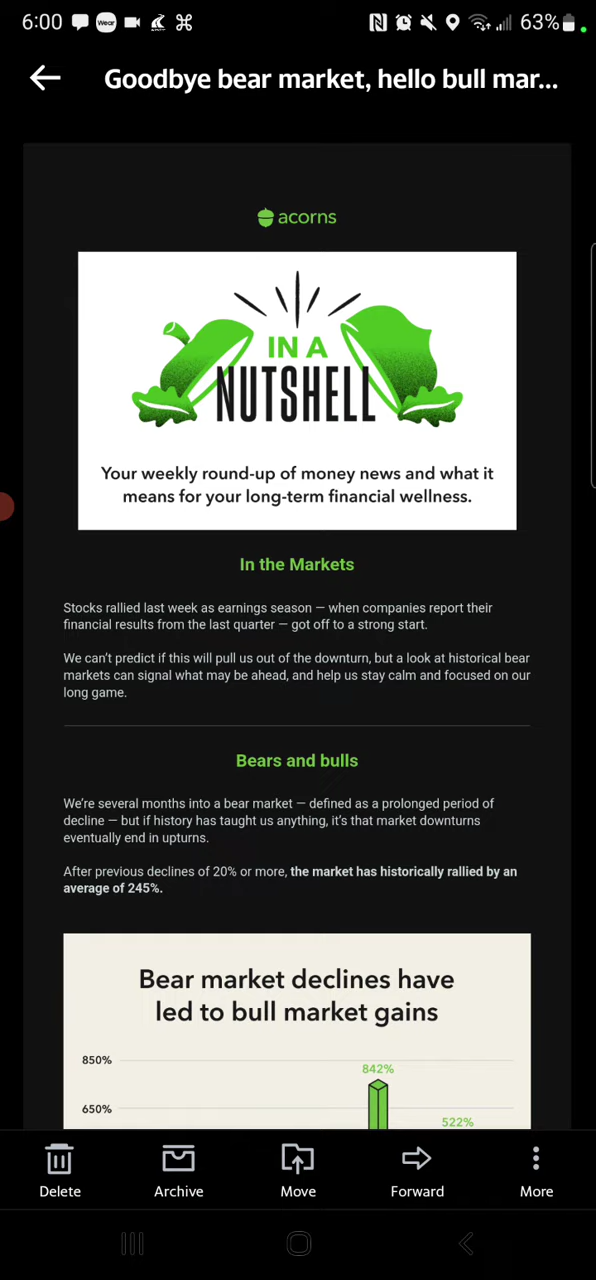 6:00
Wear
63%
Goodbye bear market, hello bull mar...
acorns
IN A
NUTSHELL
Your weekly round-up of money news and what it
means for your long-term financial wellness.
In the Markets
Stocks rallied last week as earnings season — when companies report their
financial results from the last quarter — got off to a strong start.
We can't predict if this will pull us out of the downturn, but a look at historical bear
markets can signal what may be ahead, and help us stay calm and focused on our
long game.
Bears and bulls
We're several months into a bear market — defined as a prolonged period of
decline — but if history has taught us anything, it's that market downturns
eventually end in upturns.
After previous declines of 20% or more, the market has historically rallied by an
average of 245%.
Bear market declines have
led to bull market gains
850%
842%
650%
522%
Delete
Archive
Move
Forward
More